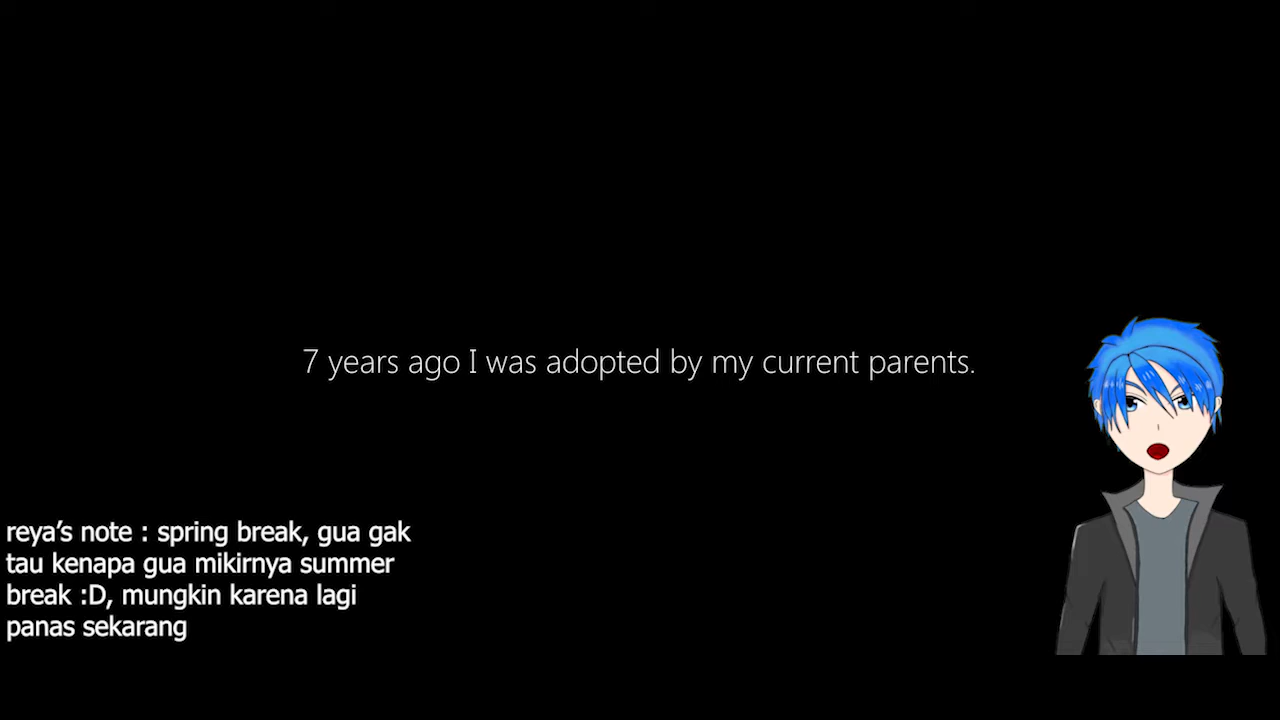 7 years ago I was adopted by my current parents.
reya’s note : spring break, gua gak
tau kenapa gua mikirnya summer
break :D, mungkin karena lagi
panas sekarang